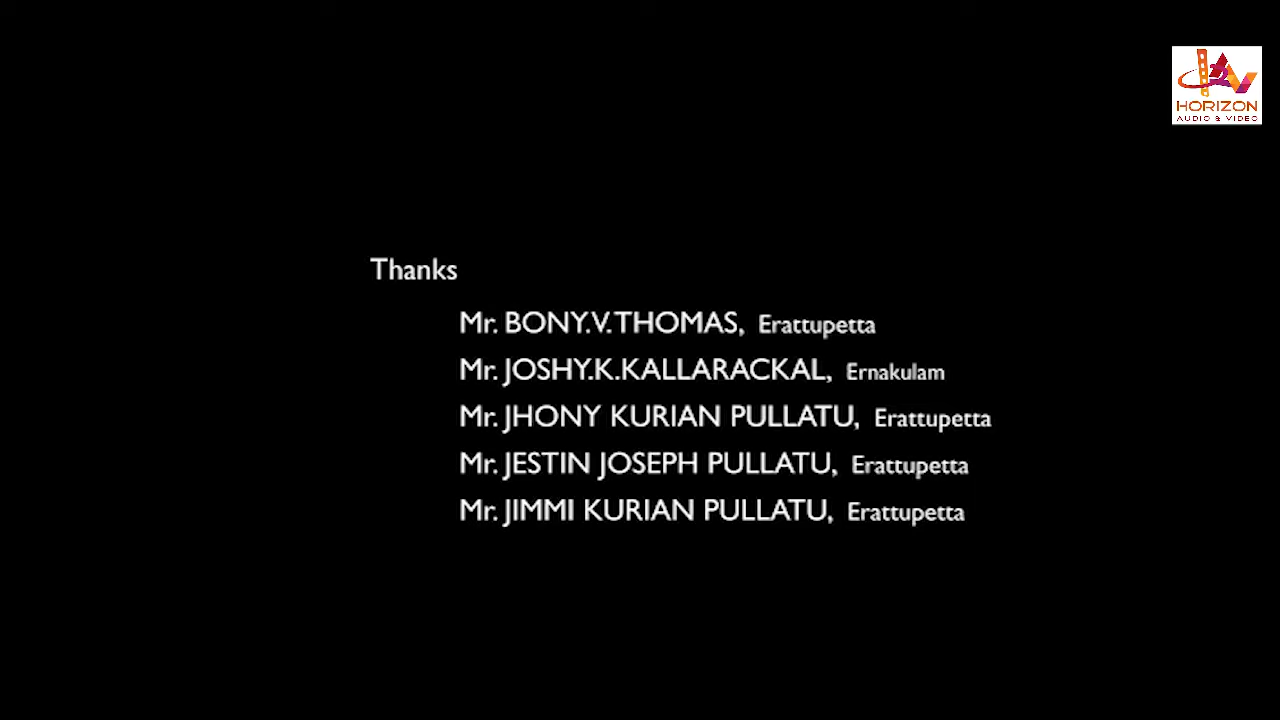 HORIZON
AUDIO & VIDEO
Thanks
Mr. BONY.V.THOMAS, Erattupetta
Mr. JOSHY.K.KALLARACKAL, Ernakulam
Mr. JHONY KURIAN PULLATU, Erattupetta
Mr. JESTIN JOSEPH PULLATU, Erattupetta
Mr. JIMMI KURIAN PULLATU, Erattupetta